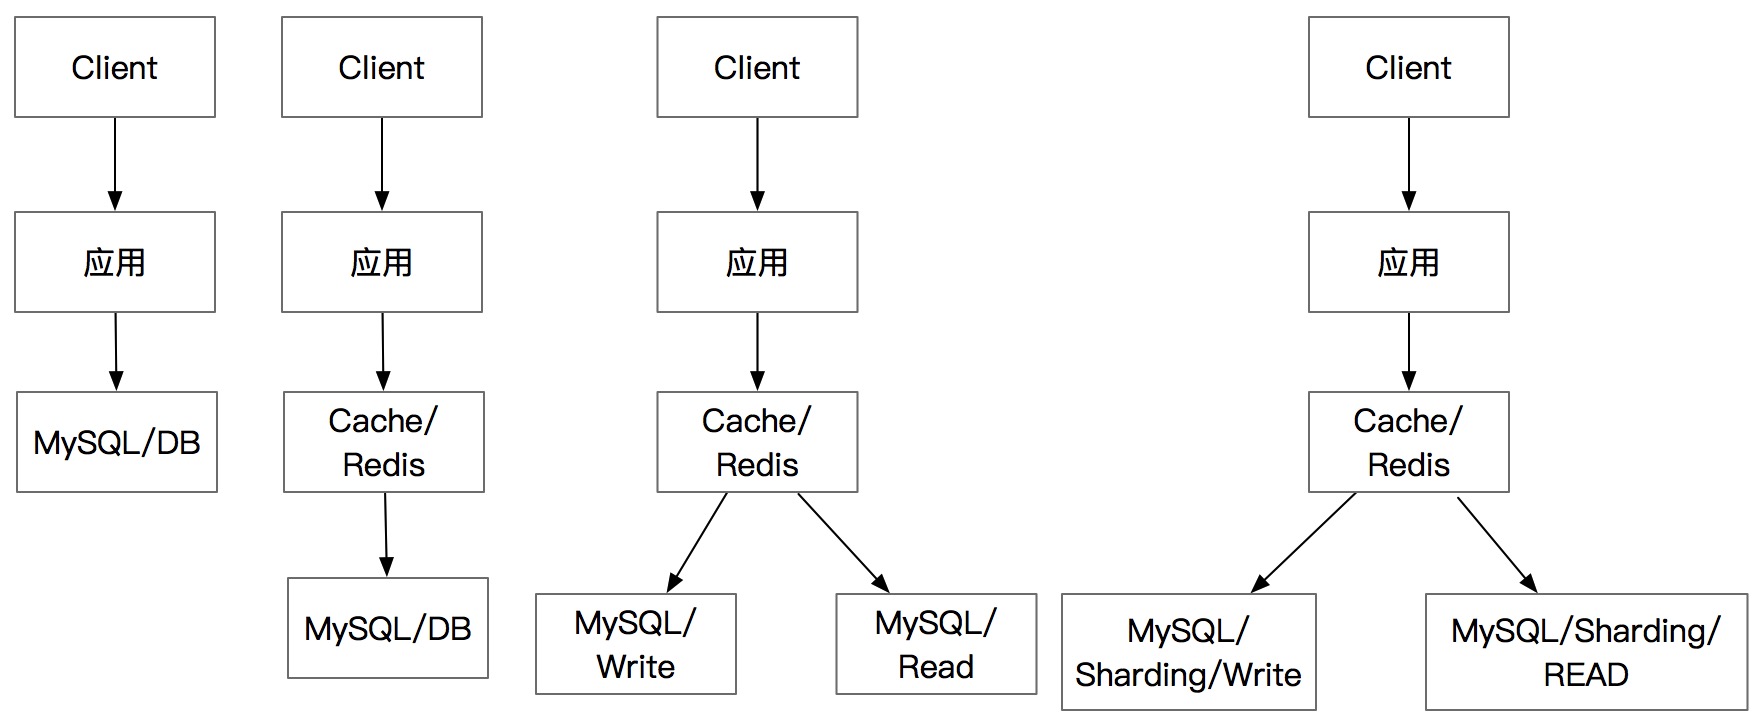 Client
应用
MySQL/DB
Client
应用
Cache/
Redis
MySQL/DB
Client
应用
Cache/
Redis
MySQL/
Write
MySQL/
Read
Client
应用
Cache/
Redis
MySQL/
Sharding/Write
MySQL/Sharding/
READ